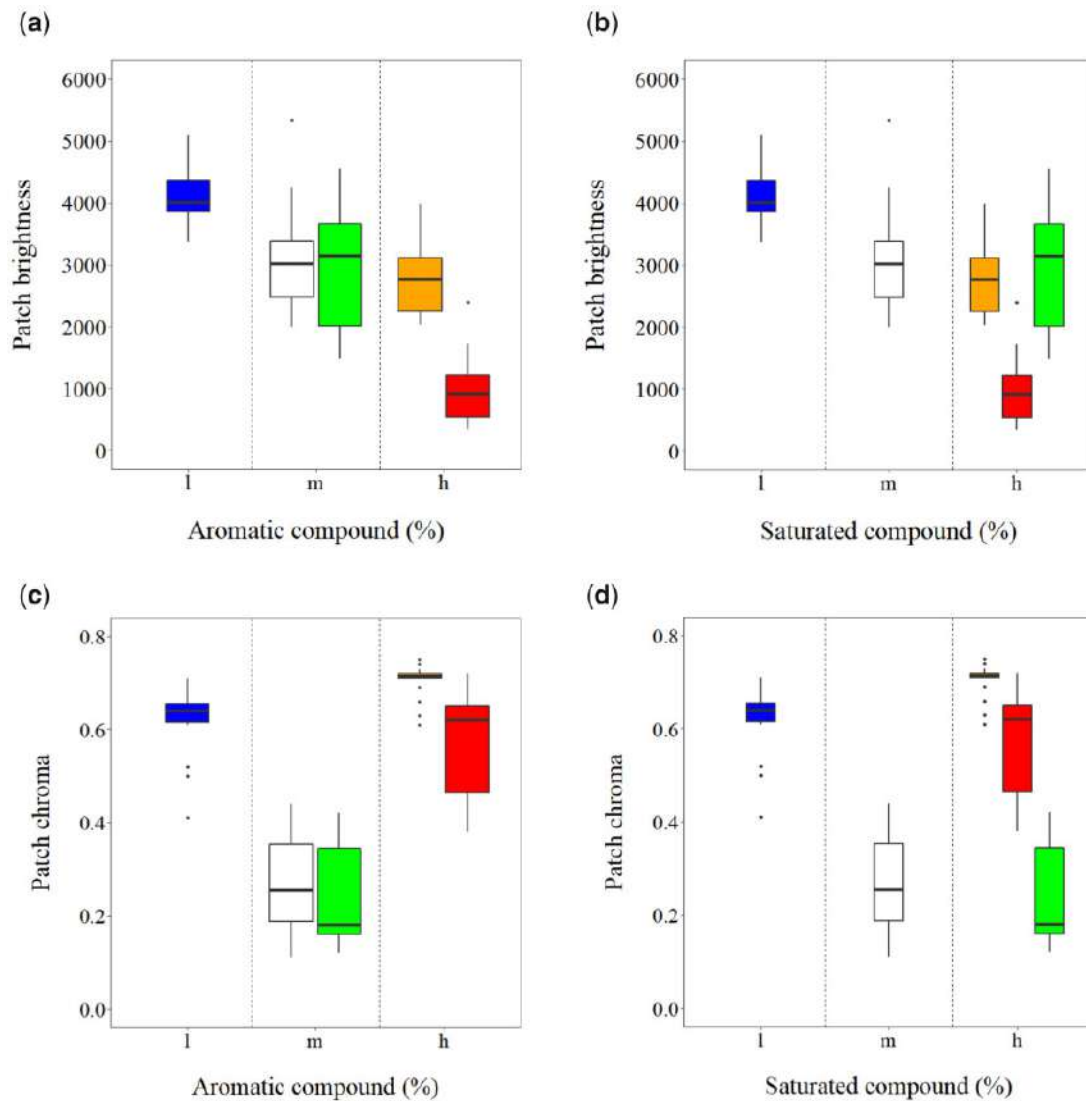 (a)
6000
5000
4000
3000
2000
1000
0
Patch brightness
l
m
h
Aromatic compound (%)
(b)
6000
5000
4000
3000
2000
1000
0
Patch brightness
l
m
h
Saturated compound (%)
(c)
0.8
0.6
0.4
0.2
0.0
Patch chroma
l
m
h
Aromatic compound (%)
(d)
0.8
0.6
0.4
0.2
0.0
Patch chroma
l
m
h
Saturated compound (%)